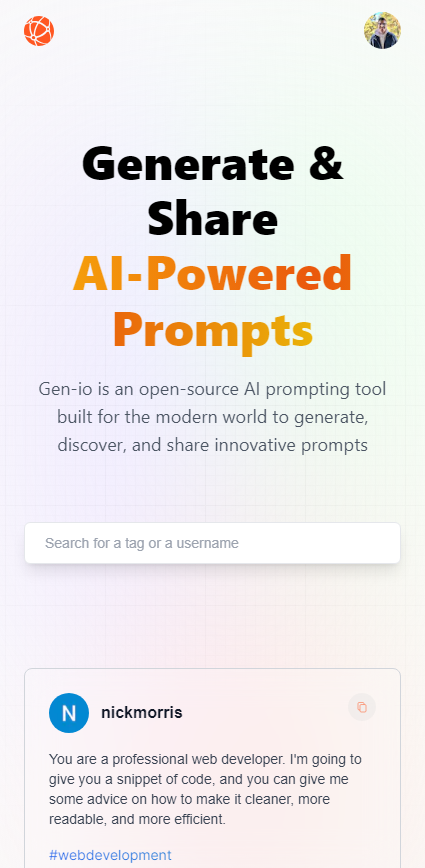 Generate &
Share
AI-Powered
Prompts
Gen-io is an open-source AI prompting tool
built for the modern world to generate,
discover, and share innovative prompts
Search for a tag or a username
N
nickmorris
You are a professional web developer. I'm going to
give you a snippet of code, and you can give me
some advice on how to make it cleaner, more
readable, and more efficient.
#webdevelopment